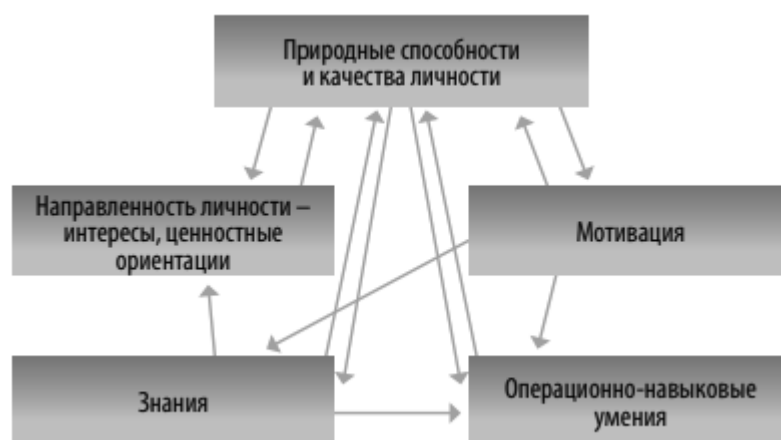 Природные способности
и качества личности
Направленность личности –
интересы, ценностные
ориентации
Мотивация
Знания
Операционно-навыковые
умения